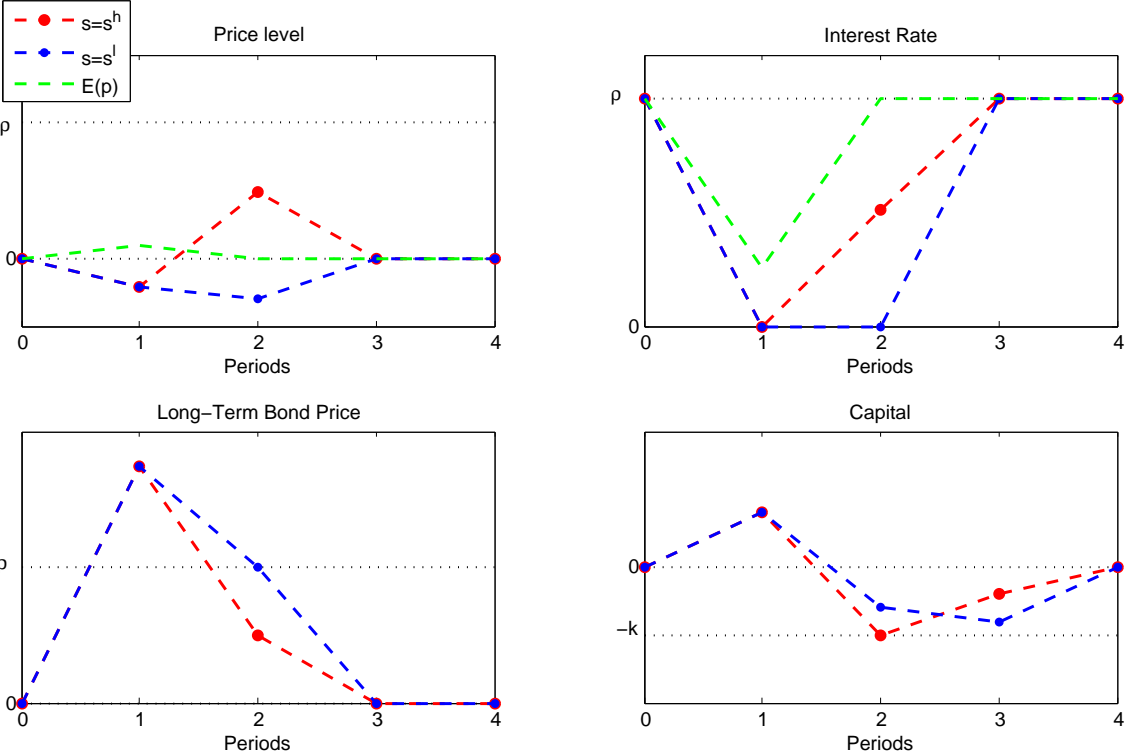 s=s^h
s=s^l
E(p)
Price level
ρ
0
0 1 2 3 4
Periods
Interest Rate
ρ
0
0 1 2 3 4
Periods
Long−Term Bond Price
ρ
0
0 1 2 3 4
Periods
Capital
0
−k
0 1 2 3 4
Periods